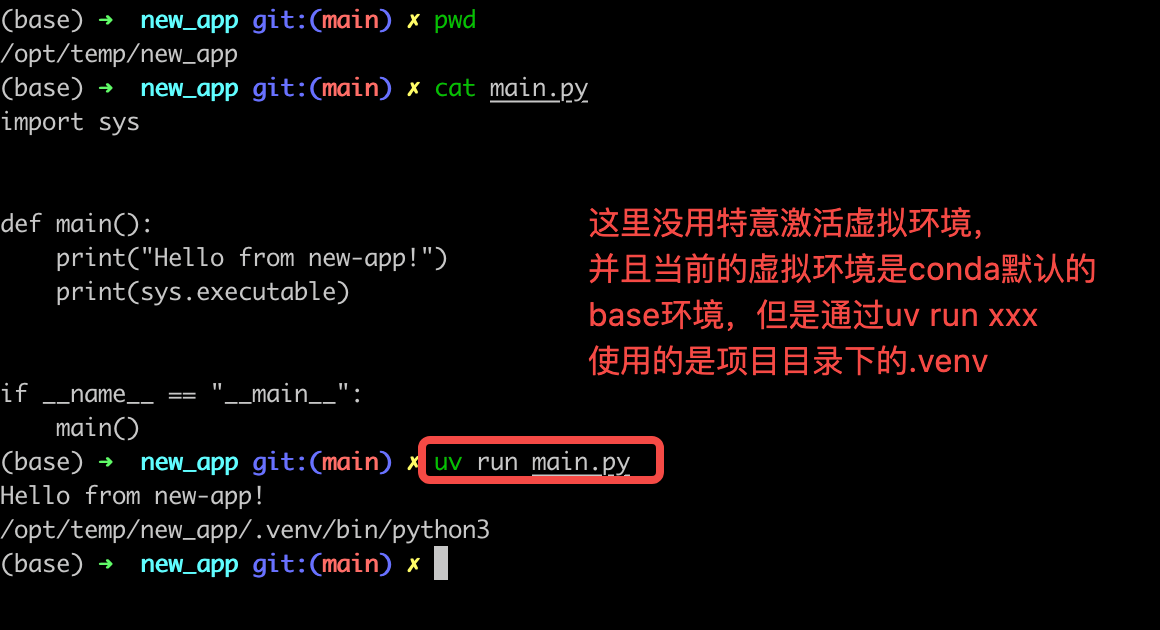 (base) ➜  new_app git:(main) ✗ pwd
/opt/temp/new_app
(base) ➜  new_app git:(main) ✗ cat main.py
import sys
def main():
    print("Hello from new-app!")
    print(sys.executable)
这里没用特意激活虚拟环境，
并且当前的虚拟环境是conda默认的
base环境，但是通过uv run xxx
使用的是项目目录下的.venv
if __name__ == "__main__":
    main()
(base) ➜  new_app git:(main) ✗ uv run main.py
Hello from new-app!
/opt/temp/new_app/.venv/bin/python3
(base) ➜  new_app git:(main) ✗